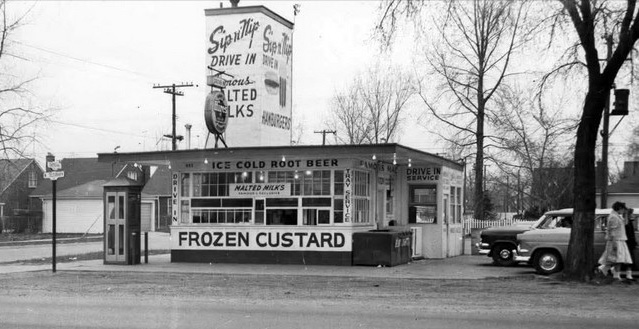 Sip n Nip
DRIVE IN
MALTED
MILKS
Sip n Nip
DRIVE IN
HAMBURGERS
ICE COLD ROOT BEER
FAMOUS
DRIVE IN
SERVICE
DRIVE IN
MALTED MILK'S
TRAY SERVICE
FROZEN CUSTARD